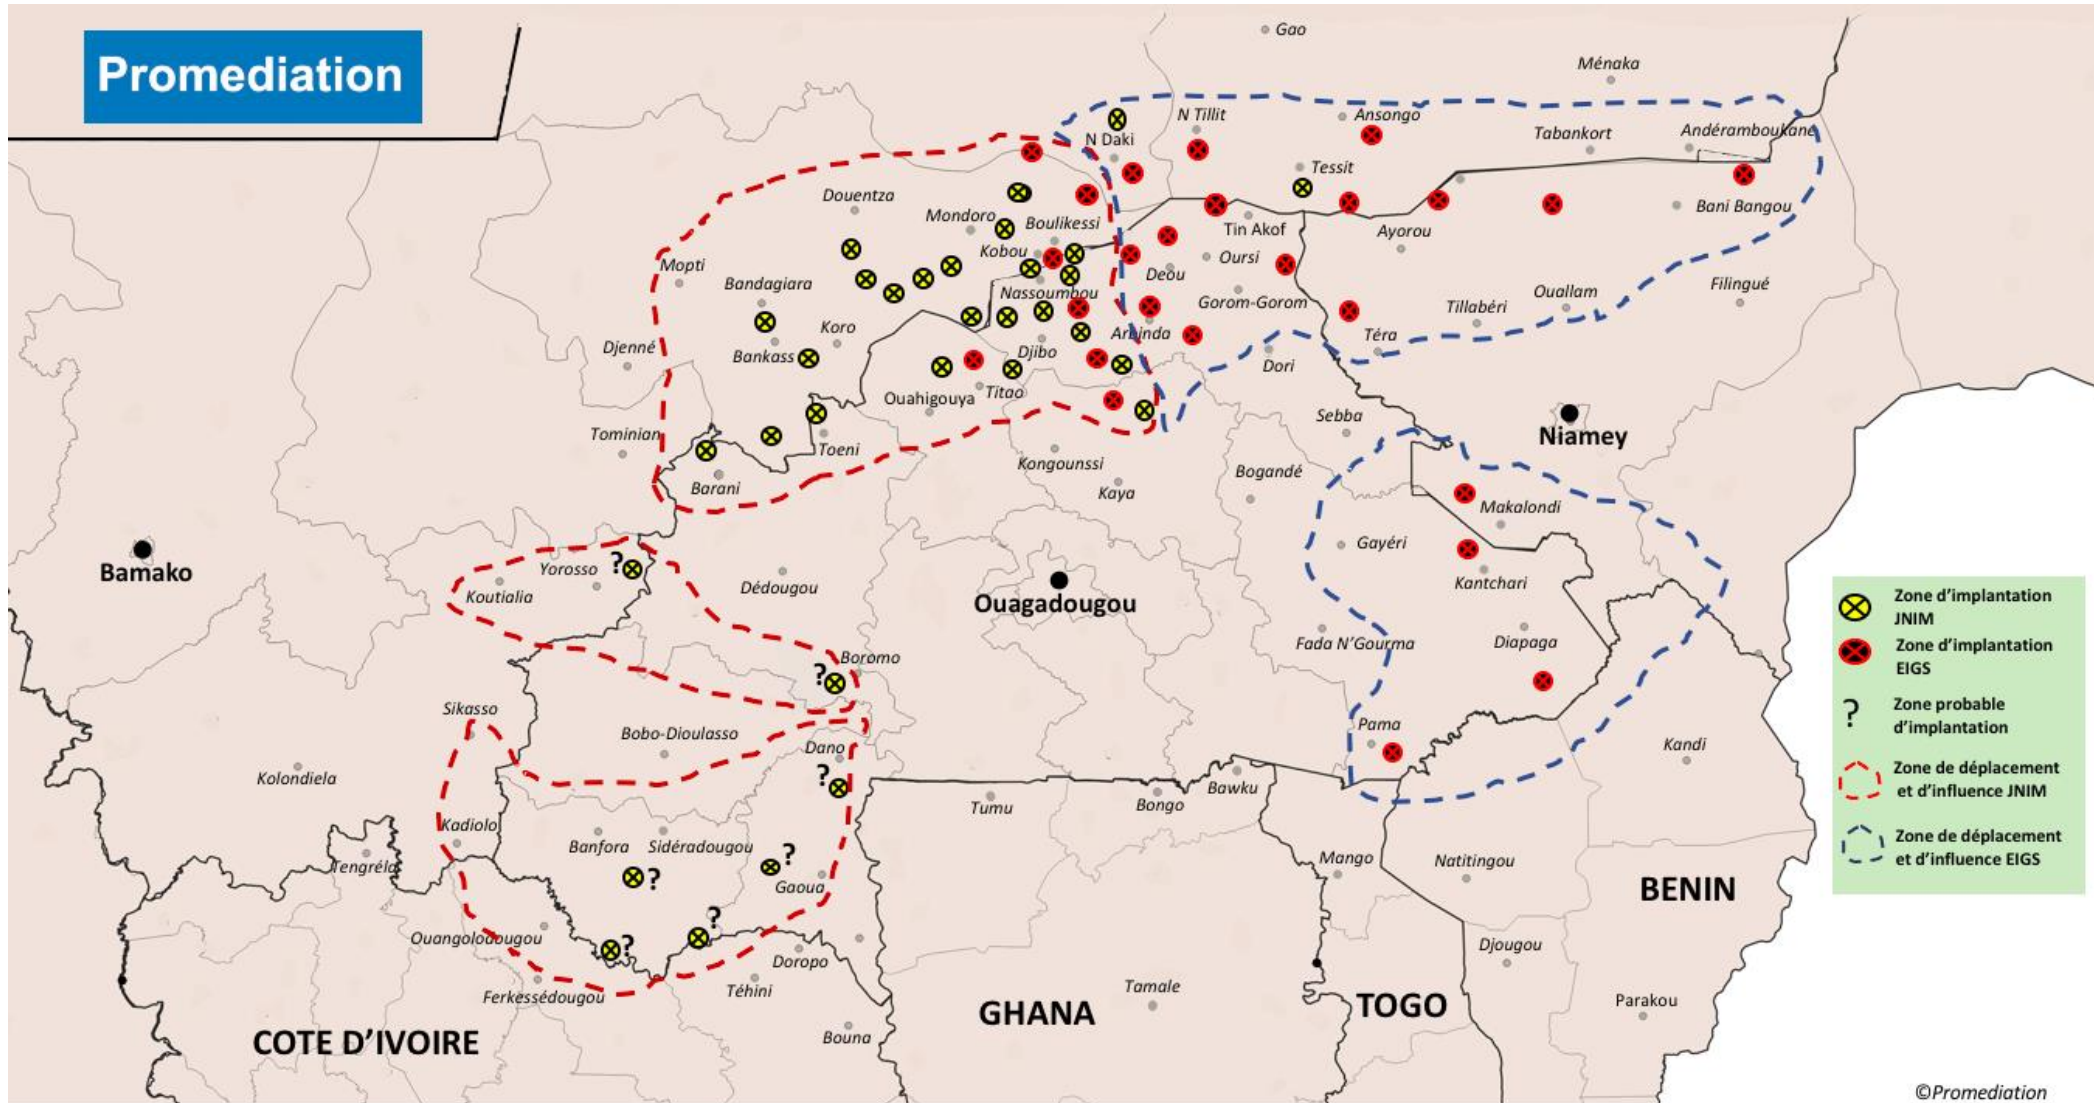 Promediation
Gao
Ménaka
N Tillit
Ansongo
N Daki
Tabankort
Andéramboukane
Tessit
Douentza
Mondoro
Boulikessi
Bani Bangou
Tin Akof
Ayorou
Kobou
Mopti
Oursi
Deou
Bandagiara
Nassoumbou
Gorom-Gorom
Filingué
Ouallam
Tillabéri
Koro
Arbinda
Téra
Djenné
Bankass
Djibo
Dori
Ouahigouya
Titao
Sebba
Niamey
Tominian
Toeni
Kongounssi
Bogandé
Barani
Kaya
Makalondi
Gayéri
?
Yorosso
Bamako
Koutialia
Dédougou
Kantchari
Ouagadougou
Fada N'Gourma
Diapaga
Boromo
?
Sikasso
Pama
Bobo-Dioulasso
Dano
Kandi
?
Kolondiela
Bawku
Tumu
Bongo
Kadiolo
Banfora
Sidéradougou
?
Tengréla
Mango
Natitingou
?
Gaoua
BENIN
?
Ouangolodougou
?
Djougou
Doropo
Ferkessédougou
Téhini
Tamale
Parakou
GHANA
TOGO
COTE D'IVOIRE
Bouna
Zone d'implantation
JNIM
Zone d'implantation
EIGS
?
Zone probable
d'implantation
Zone de déplacement
et d'influence JNIM
Zone de déplacement
et d'influence EIGS
©Promediation